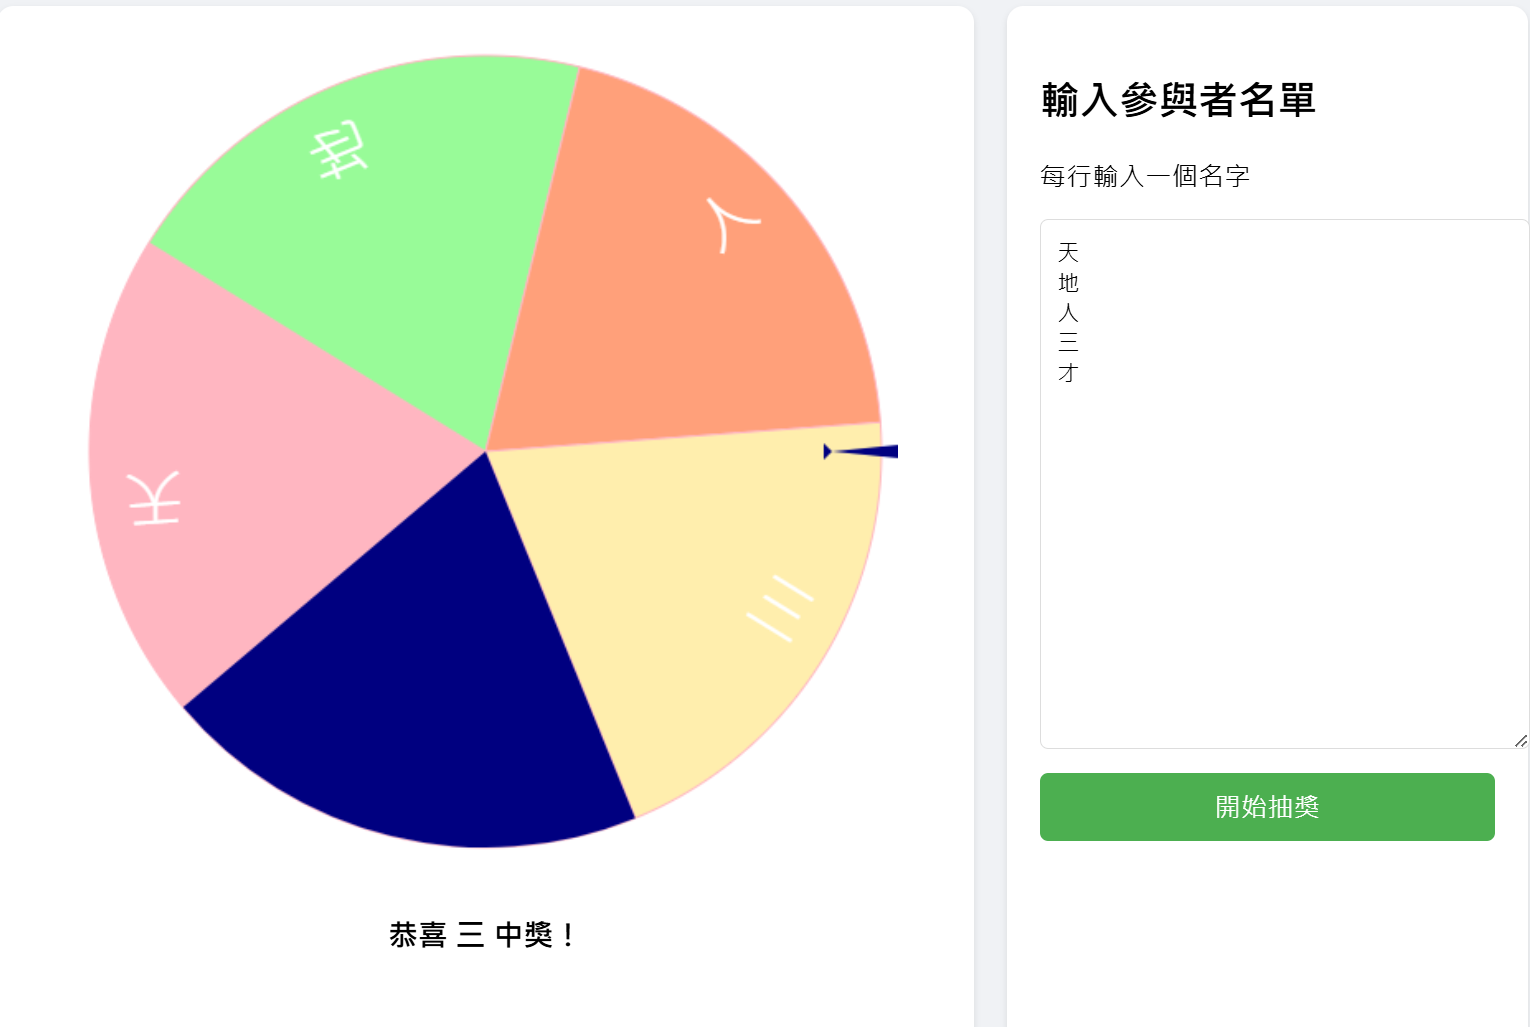 地
人
天
三
恭喜 三 中獎！
輸入參與者名單
每行輸入一個名字
天
地
人
三
才
開始抽獎